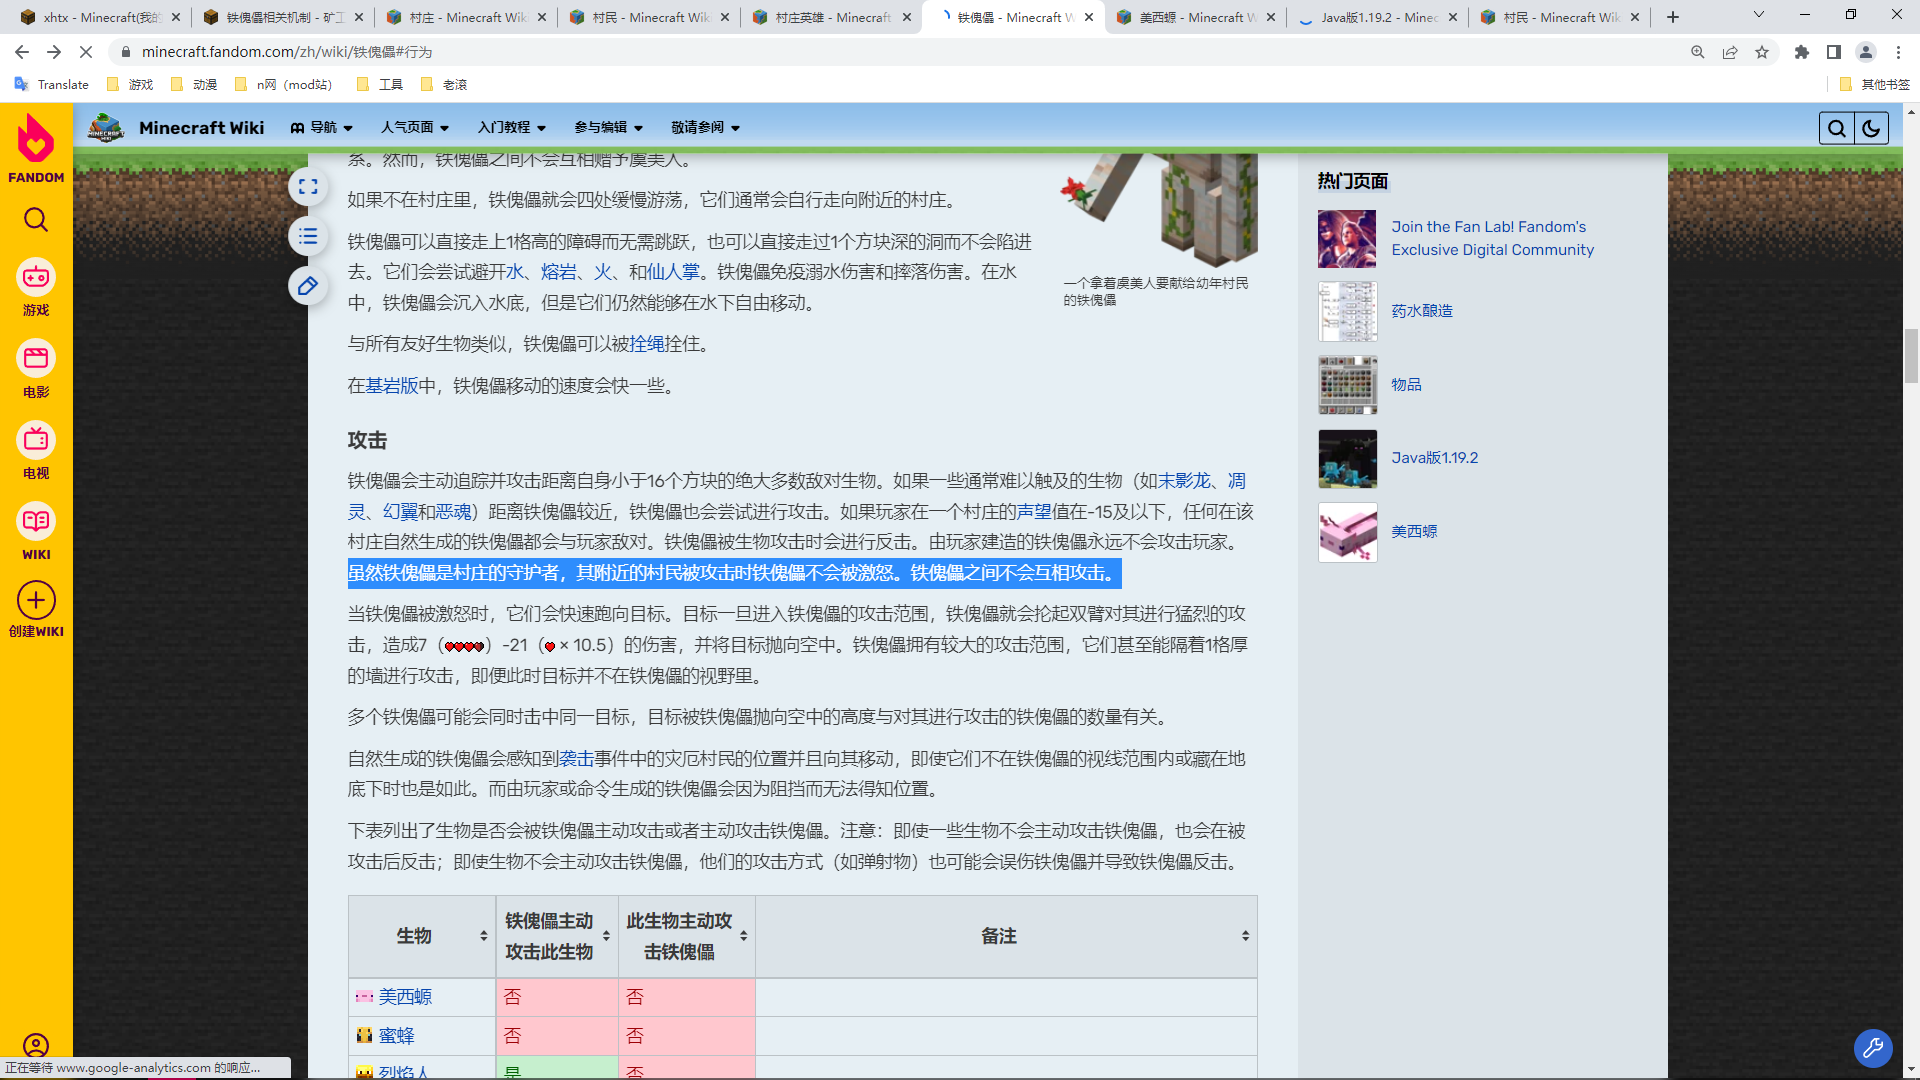 xhtx - Minecraft(我的
铁傀儡相关机制 - 矿工
村庄 - Minecraft Wiki
村民 - Minecraft Wiki
村庄英雄 - Minecraft
铁傀儡 - Minecraft W
美西螈 - Minecraft W
Java版1.19.2 - Minec
村民 - Minecraft Wiki
minecraft.fandom.com/zh/wiki/铁傀儡#行为
Translate
游戏
动漫
n网（mod站）
工具
老滚
其他书签
FANDOM
游戏
电影
电视
WIKI
创建WIKI
Minecraft Wiki
导航
人气页面
入门教程
参与编辑
敬请参阅
系。然而，铁傀儡之间不会互相赠予虞美人。
如果不在村庄里，铁傀儡就会四处缓慢游荡，它们通常会自行走向附近的村庄。
铁傀儡可以直接走上1格高的障碍而无需跳跃，也可以直接走过1个方块深的洞而不会陷进
去。它们会尝试避开水、熔岩、火、和仙人掌。铁傀儡免疫溺水伤害和摔落伤害。在水
中，铁傀儡会沉入水底，但是它们仍然能够在水下自由移动。
一个拿着虞美人要献给幼年村民
的铁傀儡
与所有友好生物类似，铁傀儡可以被拴绳拴住。
在基岩版中，铁傀儡移动的速度会快一些。
攻击
铁傀儡会主动追踪并攻击距离自身小于16个方块的绝大多数敌对生物。如果一些通常难以触及的生物（如末影龙、凋
灵、幻翼和恶魂）距离铁傀儡较近，铁傀儡也会尝试进行攻击。如果玩家在一个村庄的声望值在-15及以下，任何在该
村庄自然生成的铁傀儡都会与玩家敌对。铁傀儡被生物攻击时会进行反击。由玩家建造的铁傀儡永远不会攻击玩家。
虽然铁傀儡是村庄的守护者，其附近的村民被攻击时铁傀儡不会被激怒。铁傀儡之间不会互相攻击。
当铁傀儡被激怒时，它们会快速跑向目标。目标一旦进入铁傀儡的攻击范围，铁傀儡就会抡起双臂对其进行猛烈的攻
击，造成7（）-21（ × 10.5）的伤害，并将目标抛向空中。铁傀儡拥有较大的攻击范围，它们甚至能隔着1格厚
的墙进行攻击，即便此时目标并不在铁傀儡的视野里。
多个铁傀儡可能会同时击中同一目标，目标被铁傀儡抛向空中的高度与对其进行攻击的铁傀儡的数量有关。
自然生成的铁傀儡会感知到袭击事件中的灾厄村民的位置并且向其移动，即使它们不在铁傀儡的视线范围内或藏在地
底下时也是如此。而由玩家或命令生成的铁傀儡会因为阻挡而无法得知位置。
下表列出了生物是否会被铁傀儡主动攻击或者主动攻击铁傀儡。注意：即使一些生物不会主动攻击铁傀儡，也会在被
攻击后反击；即使生物不会主动攻击铁傀儡，他们的攻击方式（如弹射物）也可能会误伤铁傀儡并导致铁傀儡反击。
生物
铁傀儡主动
攻击此生物
此生物主动攻
击铁傀儡
备注
美西螈
否
否
蜜蜂
否
否
烈焰人
是
否
热门页面
Join the Fan Lab! Fandom's
Exclusive Digital Community
药水酿造
物品
Java版1.19.2
美西螈
正在等待 www.google-analytics.com 的响应...